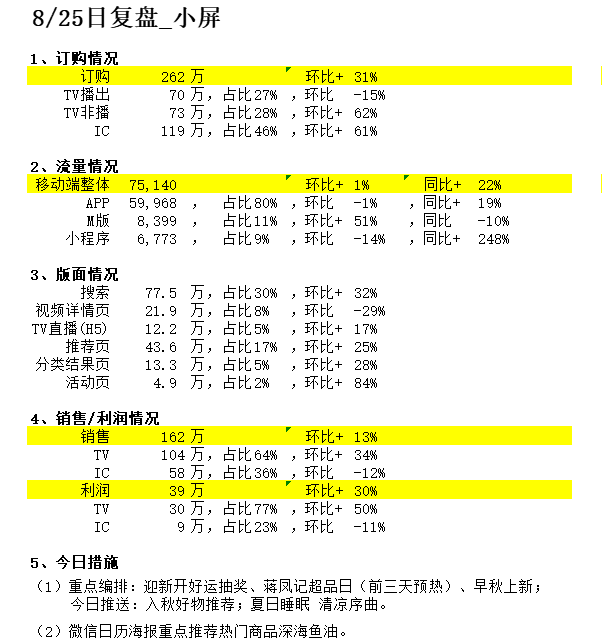 8/25日复盘_小屏
1、订购情况
订购 262 万 环比+ 31%
TV播出 70 万，占比27% ，环比 -15%
TV非播 73 万，占比28% ，环比+ 62%
IC 119 万，占比46% ，环比+ 61%
2、流量情况
移动端整体 75,140 环比+ 1% 同比+ 22%
APP 59,968 ， 占比80% ，环比 -1% ，同比+ 19%
M版 8,399 ， 占比11% ，环比+ 51% ，同比 -10%
小程序 6,773 ， 占比9% ，环比 -14% ，同比+ 248%
3、版面情况
搜索 77.5 万，占比30% ，环比+ 32%
视频详情页 21.9 万，占比8% ，环比 -29%
TV直播(H5) 12.2 万，占比5% ，环比+ 17%
推荐页 43.6 万，占比17% ，环比+ 25%
分类结果页 13.3 万，占比5% ，环比+ 28%
活动页 4.9 万，占比2% ，环比+ 84%
4、销售/利润情况
销售 162 万 环比+ 13%
TV 104 万，占比64% ，环比+ 34%
IC 58 万，占比36% ，环比 -12%
利润 39 万 环比+ 30%
TV 30 万，占比77% ，环比+ 50%
IC 9 万，占比23% ，环比 -11%
5、今日措施
（1）重点编排：迎新开好运抽奖、蒋凤记超品日（前三天预热）、早秋上新；
今日推送：入秋好物推荐；夏日睡眠 清凉序曲。
（2）微信日历海报重点推荐热门商品深海鱼油。